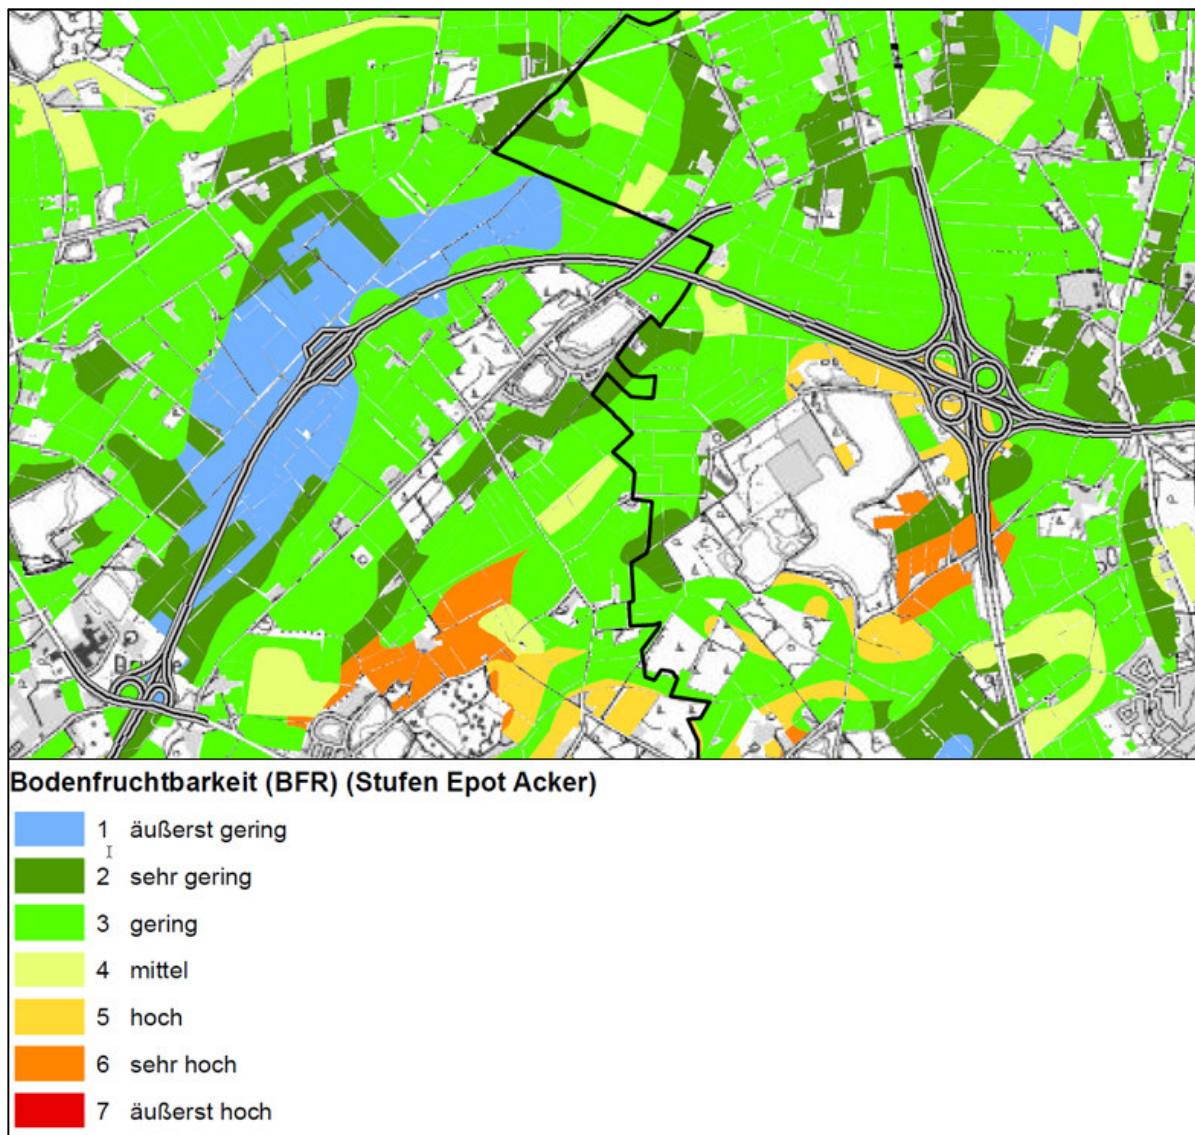 Bodenfruchtbarkeit (BFR) (Stufen Epot Acker)
1 äußerst gering
2 sehr gering
3 gering
4 mittel
5 hoch
6 sehr hoch
7 äußerst hoch